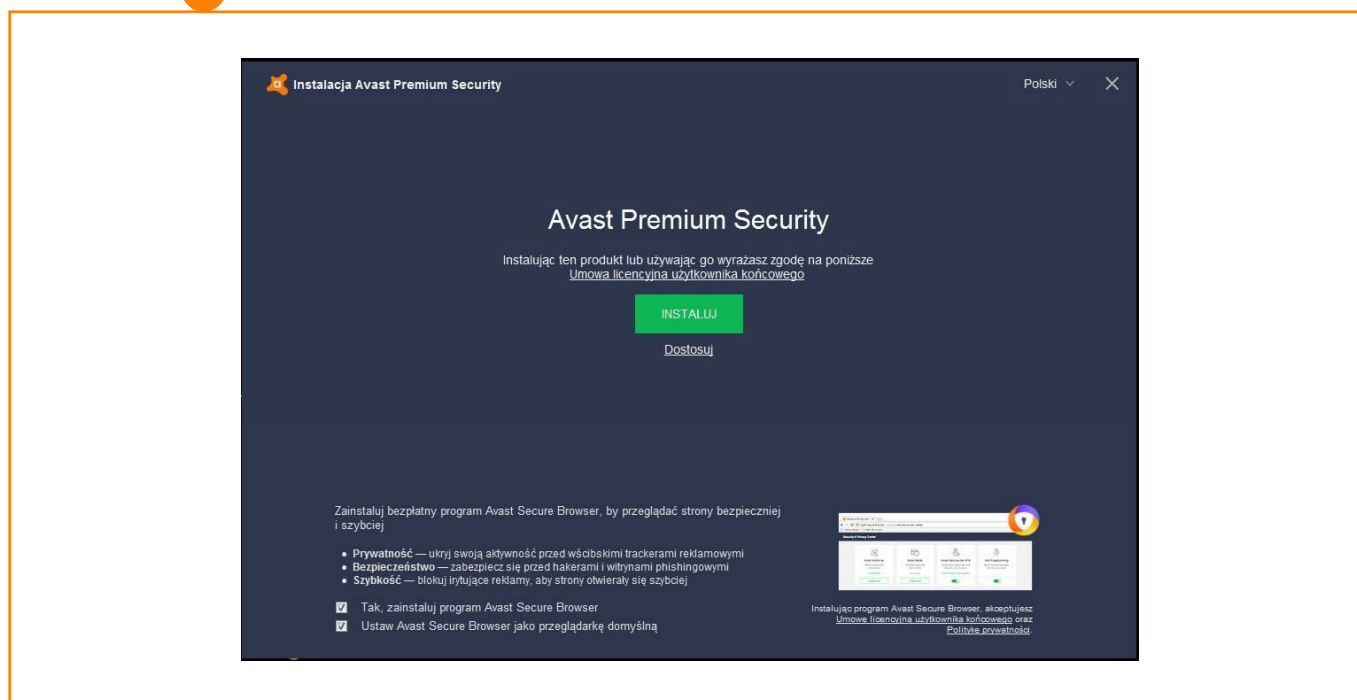 Instalacja Avast Premium Security
Polski
Avast Premium Security
Instalując ten produkt lub używając go wyrażasz zgodę na poniższe
Umowa licencyjna użytkownika końcowego
INSTALUJ
Dostosuj
Zainstaluj bezpłatny program Avast Secure Browser, by przeglądać strony bezpieczniej
i szybciej
• Prywatność — ukryj swoją aktywność przed wścibskimi trackerami reklamowymi
• Bezpieczeństwo — zabezpiecz się przed hakerami i witrynami phishingowymi
• Szybkość — blokuj irytujące reklamy, aby strony otwierały się szybciej
Tak, zainstaluj program Avast Secure Browser
Ustaw Avast Secure Browser jako przeglądarkę domyślną
Instalując program Avast Secure Browser, akceptujesz
Umowę licencyjną użytkownika końcowego oraz
Politykę prywatności.